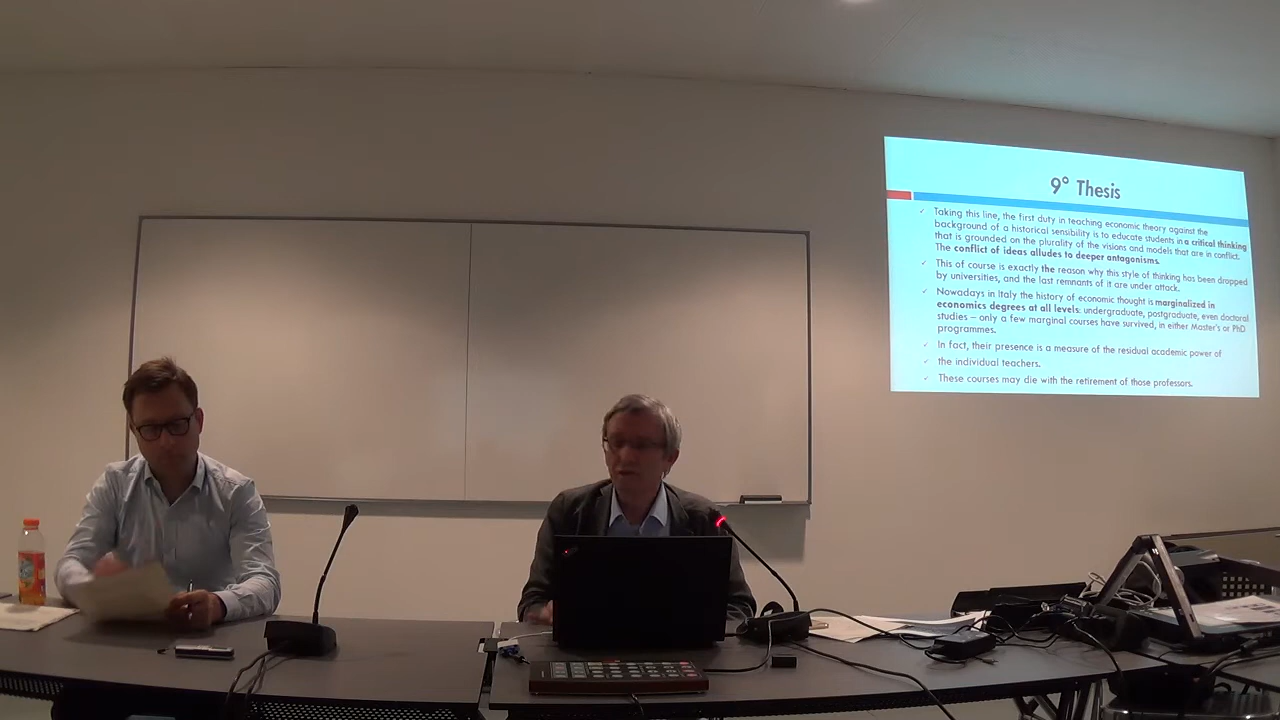 9° Thesis
✓ Taking this line, the first duty in teaching economic theory against the
background of a historical sensibility is to educate students in a critical thinking
that is grounded on the plurality of the visions and models that are in conflict.
The conflict of ideas alludes to deeper antagonisms.
✓ This of course is exactly the reason why this style of thinking has been dropped
by universities, and the last remnants of it are under attack.
✓ Nowadays in Italy the history of economic thought is marginalized in
economics degrees at all levels: undergraduate, postgraduate, even doctoral
studies – only a few marginal courses have survived, in either Master's or PhD
programmes.
✓ In fact, their presence is a measure of the residual academic power of
✓ the individual teachers.
✓ These courses may die with the retirement of those professors.